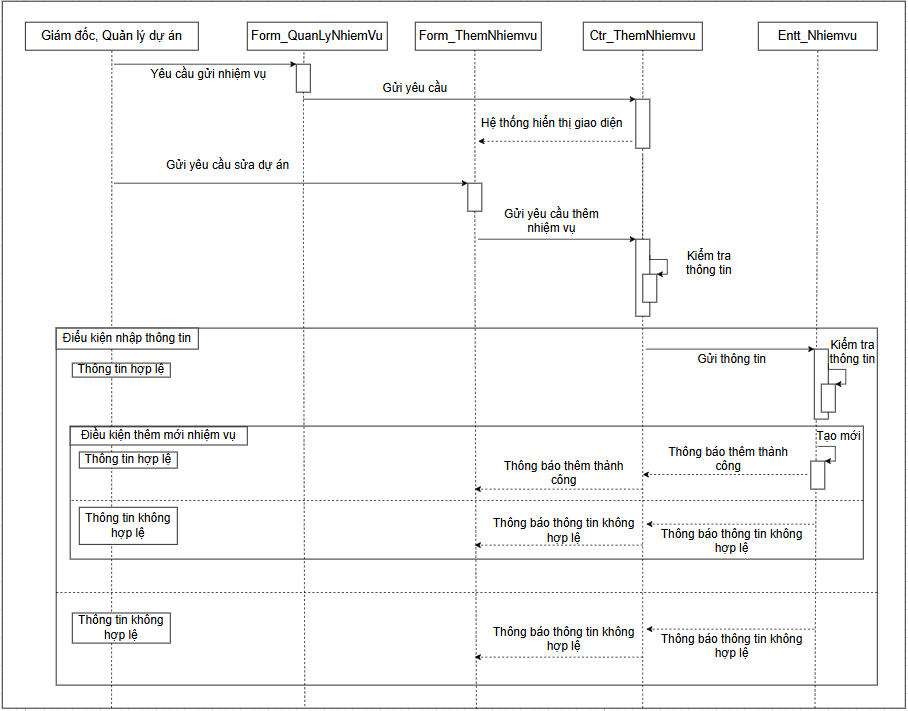 Giám đốc, Quản lý dự án
Form_QuanLyNhiemVu
Form_ThemNhiemvu
Ctr_ThemNhiemvu
Entt_Nhiemvu
Yêu cầu gửi nhiệm vụ
Gửi yêu cầu
Hệ thống hiển thị giao diện
Gửi yêu cầu sửa dự án
Gửi yêu cầu thêm
nhiệm vụ
Kiểm tra
thông tin
Điều kiện nhập thông tin
Thông tin hợp lệ
Gửi thông tin
Kiểm tra
thông tin
Điều kiện thêm mới nhiệm vụ
Thông tin hợp lệ
Tạo mới
Thông báo thêm thành
công
Thông báo thêm thành
công
Thông tin không
hợp lệ
Thông báo thông tin không
hợp lệ
Thông báo thông tin không
hợp lệ
Thông tin không
hợp lệ
Thông báo thông tin không
hợp lệ
Thông báo thông tin không
hợp lệ